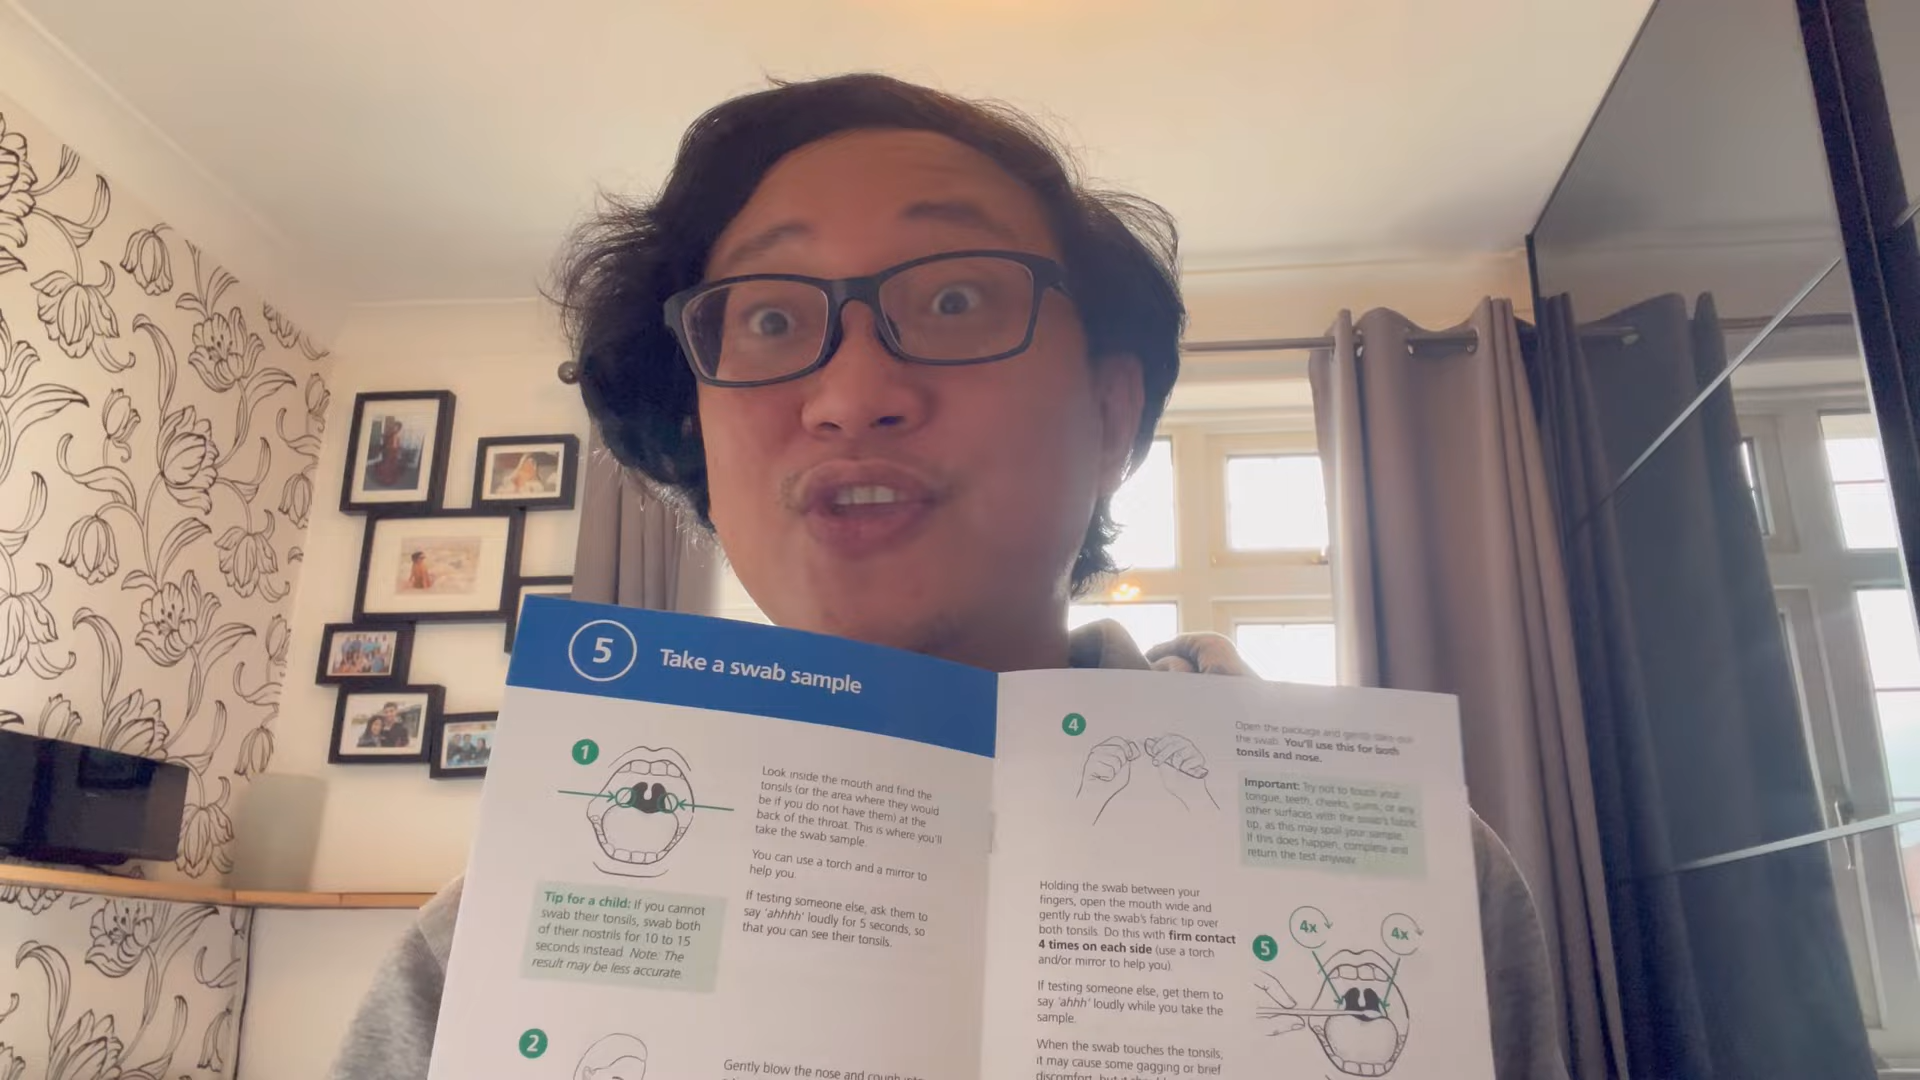 5
Take a swab sample
1
Look inside the mouth and find the
tonsils (or the area where they would
be if you do not have them) at the
back of the throat. This is where you'll
take the swab sample.
You can use a torch and a mirror to
help you.
If testing someone else, ask them to
say 'ahhhh' loudly for 5 seconds, so
that you can see their tonsils.
Tip for a child: If you cannot
swab their tonsils, swab both
of their nostrils for 10 to 15
seconds instead. Note: The
result may be less accurate.
2
Gently blow the nose and cough into
4
Open the package and gently take out
the swab. You'll use this for both
tonsils and nose.
Important: Try not to touch your
tongue, teeth, cheeks, gums, or any
other surfaces with the swab's fabric
tip, as this may spoil your sample.
If this does happen, complete and
return the test anyway.
Holding the swab between your
fingers, open the mouth wide and
gently rub the swab's fabric tip over
both tonsils. Do this with firm contact
4 times on each side (use a torch
and/or mirror to help you).
If testing someone else, get them to
say 'ahhh' loudly while you take the
sample.
When the swab touches the tonsils,
it may cause some gagging or brief
discomfort, but it
5
4x
4x